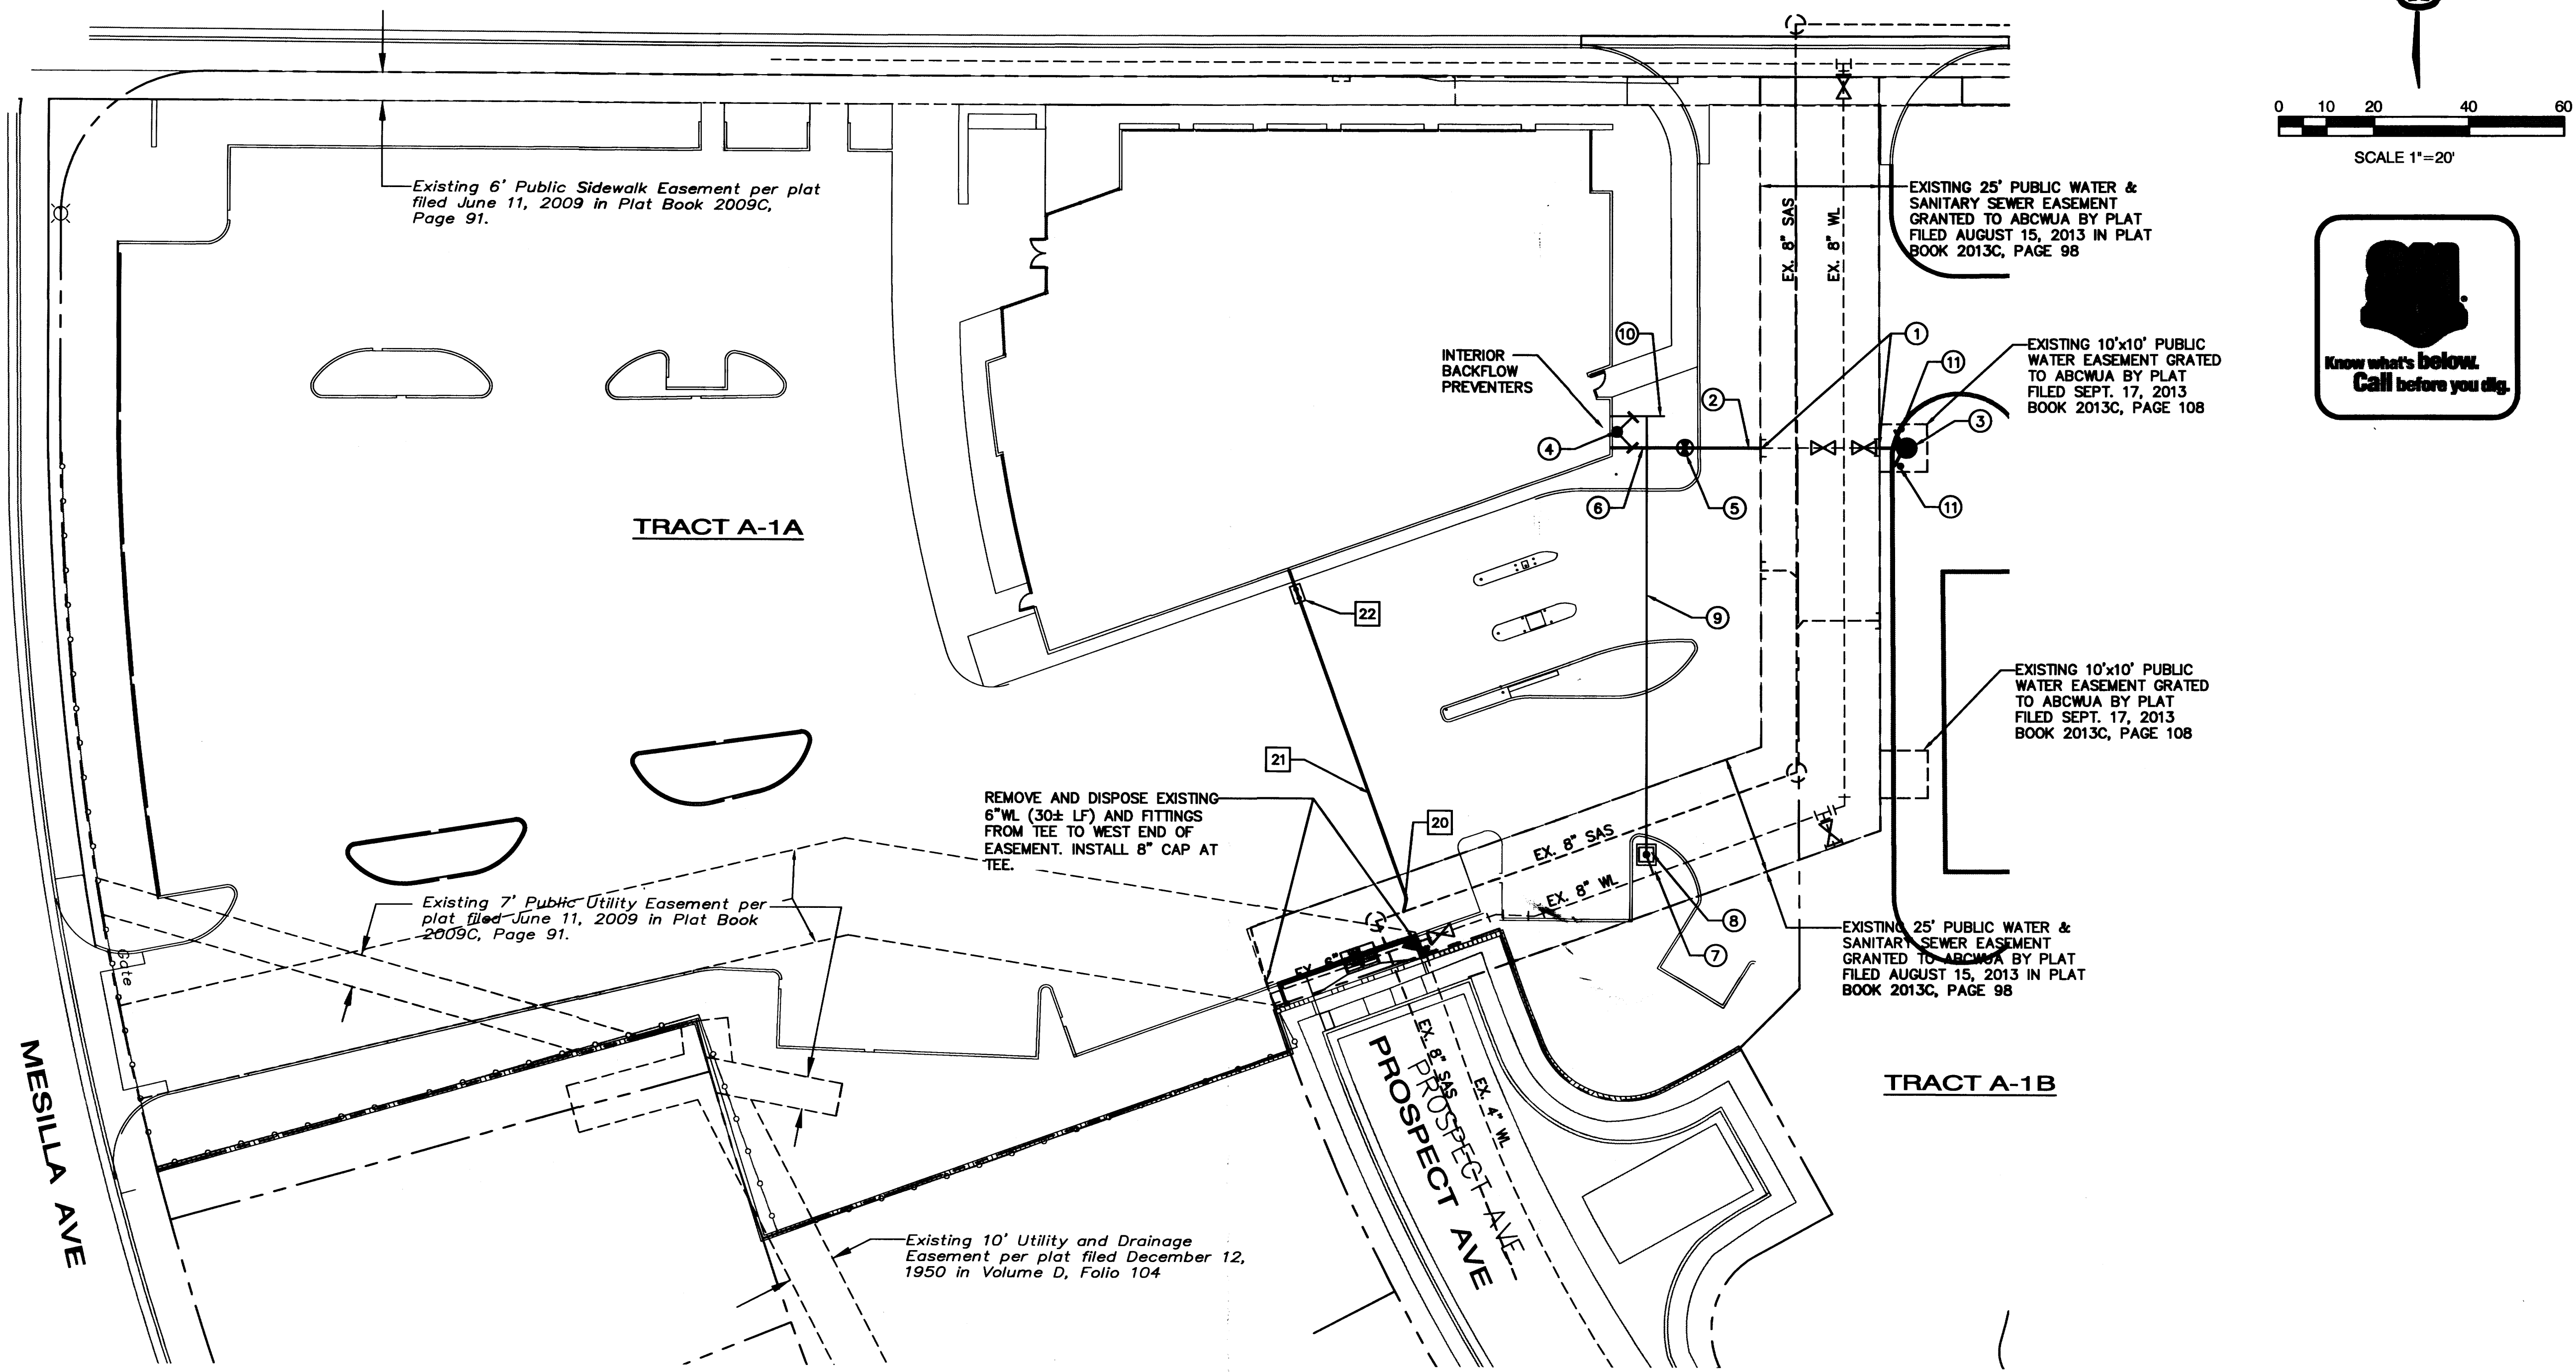 0 10 20 40 60
SCALE 1"=20'
Know what's below.
Call before you dig.
Existing 6' Public Sidewalk Easement per plat
filed June 11, 2009 in Plat Book 2009C,
Page 91.
EX. 8" SAS
EX. 8" WL
EXISTING 25' PUBLIC WATER &
SANITARY SEWER EASEMENT
GRANTED TO ABCWUA BY PLAT
FILED AUGUST 15, 2013 IN PLAT
BOOK 2013C, PAGE 98
10
1
INTERIOR
BACKFLOW
PREVENTERS
11
EXISTING 10'x10' PUBLIC
WATER EASEMENT GRATED
TO ABCWUA BY PLAT
FILED SEPT. 17, 2013
BOOK 2013C, PAGE 108
2
3
4
6
5
11
TRACT A-1A
22
9
EXISTING 10'x10' PUBLIC
WATER EASEMENT GRATED
TO ABCWUA BY PLAT
FILED SEPT. 17, 2013
BOOK 2013C, PAGE 108
21
REMOVE AND DISPOSE EXISTING
6"WL (30± LF) AND FITTINGS
FROM TEE TO WEST END OF
EASEMENT. INSTALL 8" CAP AT
TEE.
20
EX. 8" SAS
EX. 8" WL
8
7
Existing 7' Public Utility Easement per
plat filed June 11, 2009 in Plat Book
2009C, Page 91.
Gate
EX. 6"
EXISTING 25' PUBLIC WATER &
SANITARY SEWER EASEMENT
GRANTED TO ABCWUA BY PLAT
FILED AUGUST 15, 2013 IN PLAT
BOOK 2013C, PAGE 98
MESILLA AVE
EX. 8" SAS
EX. 4" WL
PROSPECT AVE
PROSPECT AVE
TRACT A-1B
Existing 10' Utility and Drainage
Easement per plat filed December 12,
1950 in Volume D, Folio 104